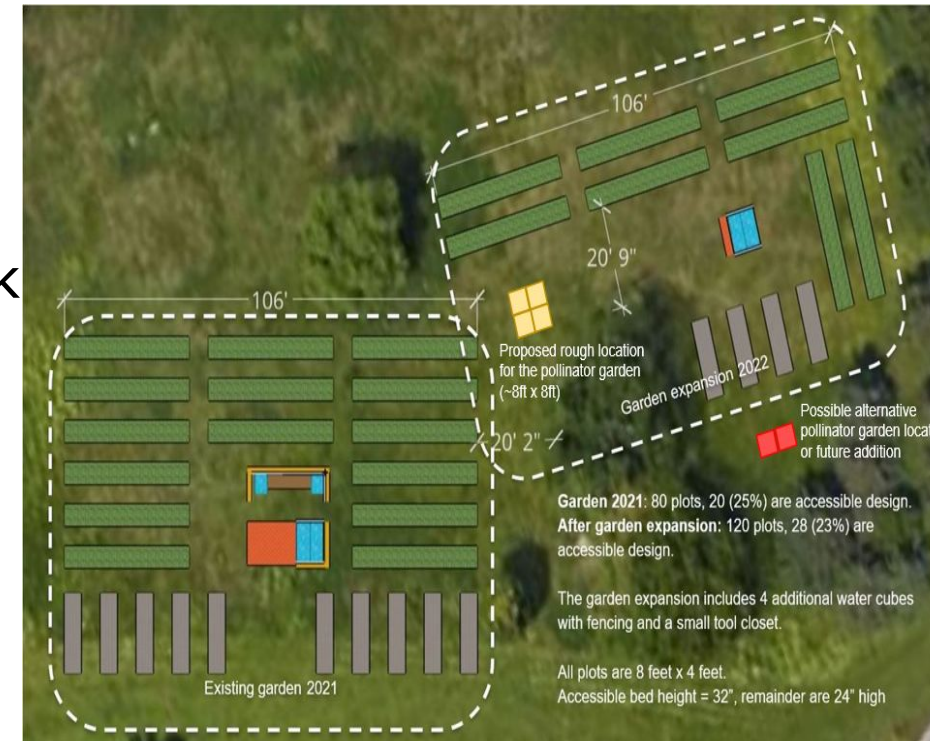 k
106'
106'
20' 9"
Proposed rough location
for the pollinator garden
(~8ft x 8ft)
Garden expansion 2022
Possible alternative
pollinator garden locat
or future addition
20' 2"
Garden 2021: 80 plots, 20 (25%) are accessible design.
After garden expansion: 120 plots, 28 (23%) are
accessible design.
The garden expansion includes 4 additional water cubes
with fencing and a small tool closet.
All plots are 8 feet x 4 feet.
Accessible bed height = 32", remainder are 24" high
Existing garden 2021